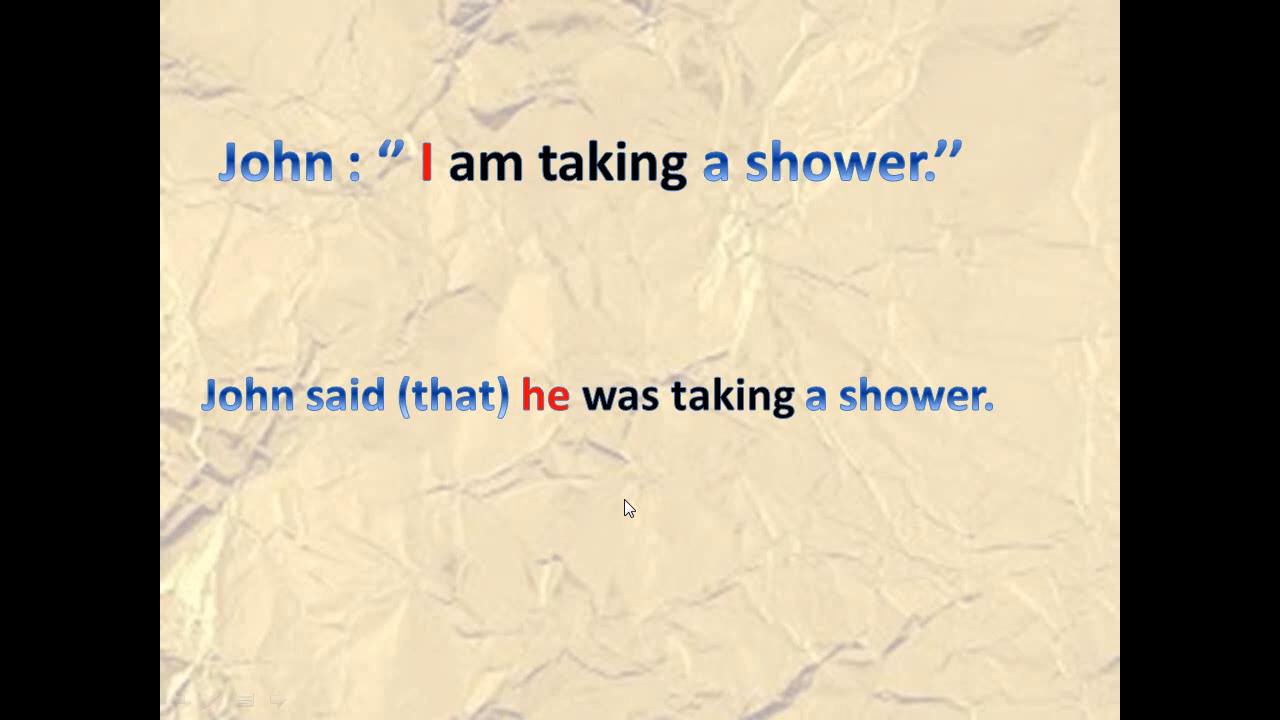 John : “ I am taking a shower.”
John said (that) he was taking a shower.